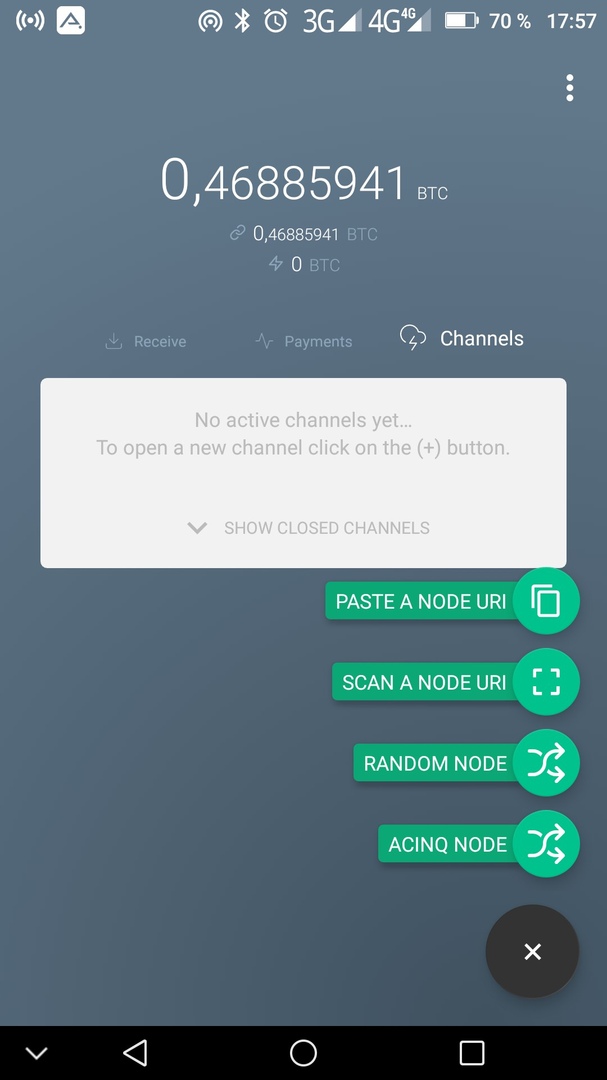 3G 4G 4G 70 % 17:57
0,46885941 BTC
0,46885941 BTC
0 BTC
Receive Payments Channels
No active channels yet…
To open a new channel click on the (+) button.
SHOW CLOSED CHANNELS
PASTE A NODE URI
SCAN A NODE URI
RANDOM NODE
ACINQ NODE